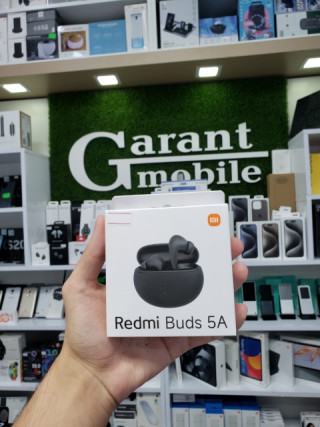 Garant
mobile
mi
Redmi Buds 5A